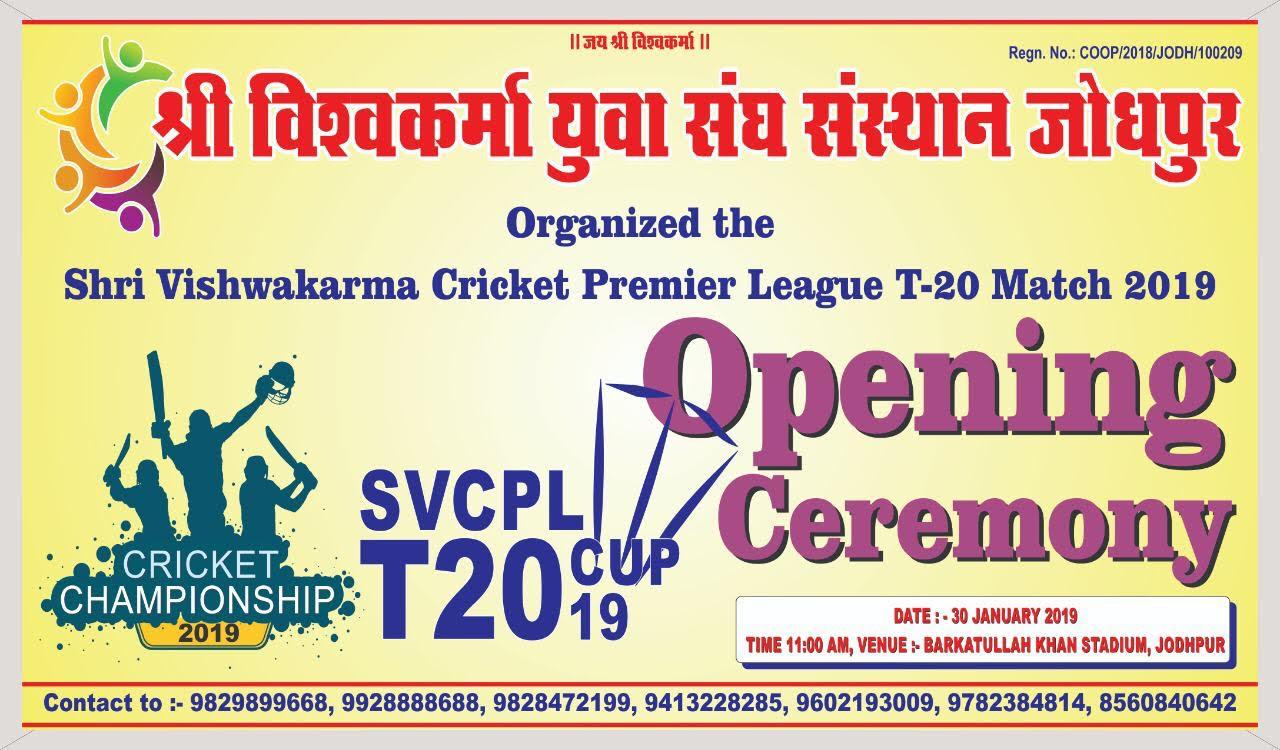 || जय श्री विश्वकर्मा ||
Regn. No.: COOP/2018/JODH/100209
श्री विश्वकर्मा युवा संघ संस्थान जोधपुर
Organized the
Shri Vishwakarma Cricket Premier League T-20 Match 2019
Opening
Ceremony
SVCPL
T20 CUP
19
CRICKET
CHAMPIONSHIP
2019
DATE : - 30 JANUARY 2019
TIME 11:00 AM, VENUE :- BARKATULLAH KHAN STADIUM, JODHPUR
Contact to :- 9829899668, 9928888688, 9828472199, 9413228285, 9602193009, 9782384814, 8560840642